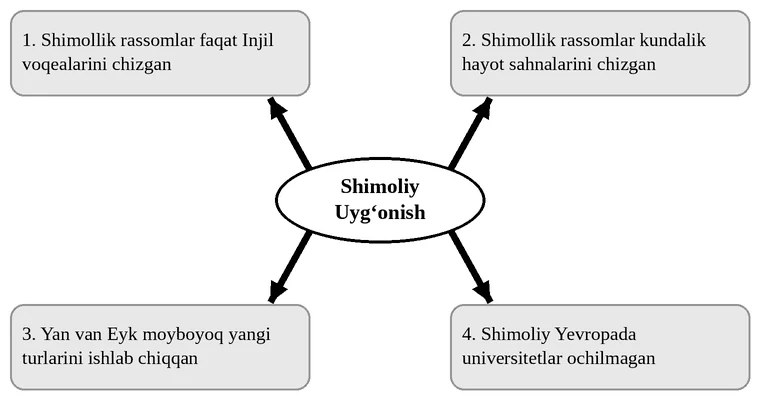 1. Shimollik rassomlar faqat Injil
voqealarini chizgan
2. Shimollik rassomlar kundalik
hayot sahnalarini chizgan
Shimoliy
Uyg‘onish
3. Yan van Eyk moyboyoq yangi
turlarini ishlab chiqqan
4. Shimoliy Yevropada
universitetlar ochilmagan